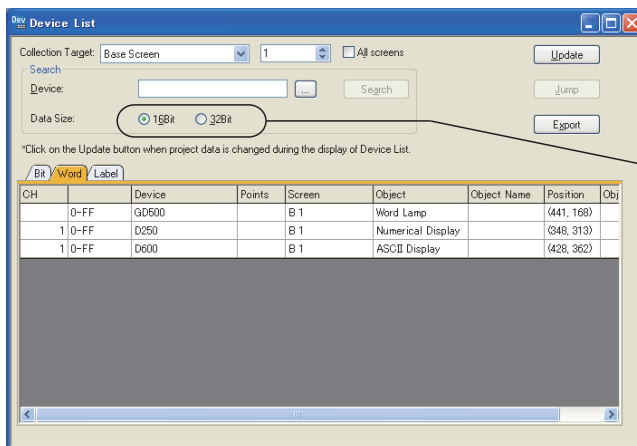 Dev Device List
Collection Target: Base Screen 1 All screens Update
Search
Device: ... Search Jump
Data Size: 16Bit 32Bit Export
*Click on the Update button when project data is changed during the display of Device List.
Bit Word Label
CH Device Points Screen Object Object Name Position Obj
0-FF GD500 B 1 Word Lamp (441, 168)
1 0-FF D250 B 1 Numerical Display (348, 313)
1 0-FF D600 B 1 ASCII Display (428, 362)